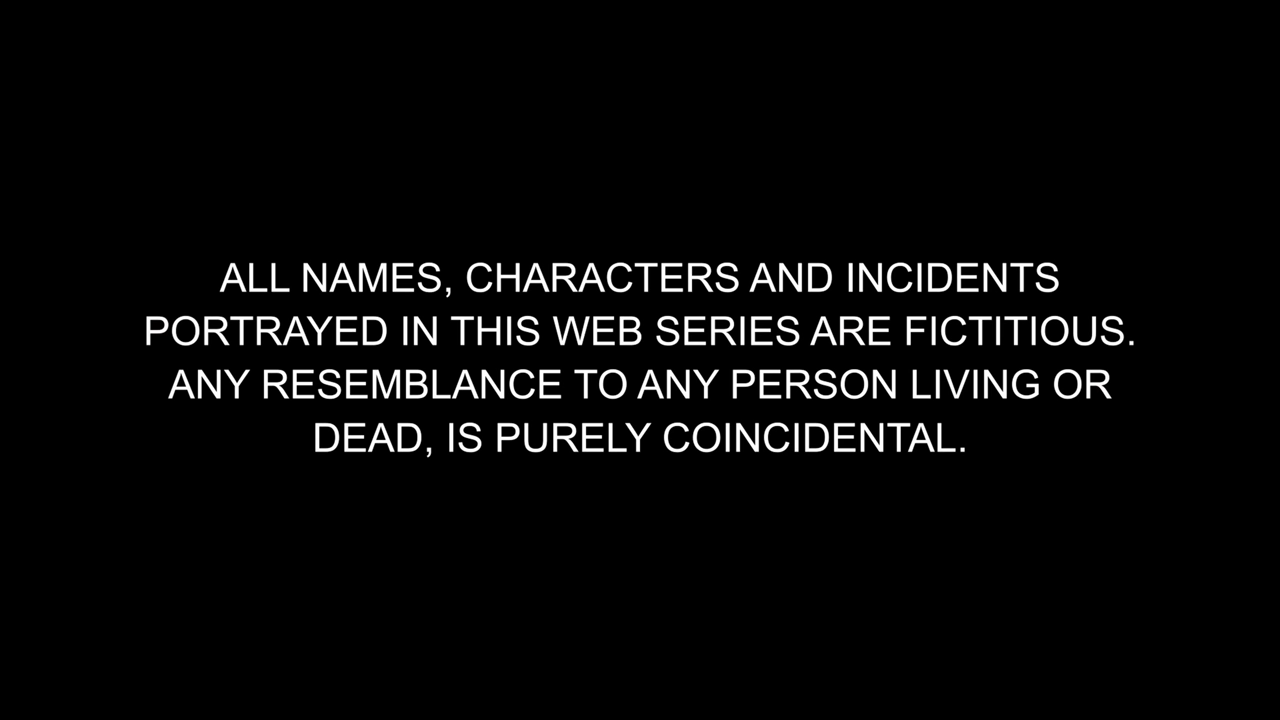 ALL NAMES, CHARACTERS AND INCIDENTS
PORTRAYED IN THIS WEB SERIES ARE FICTITIOUS.
ANY RESEMBLANCE TO ANY PERSON LIVING OR
DEAD, IS PURELY COINCIDENTAL.